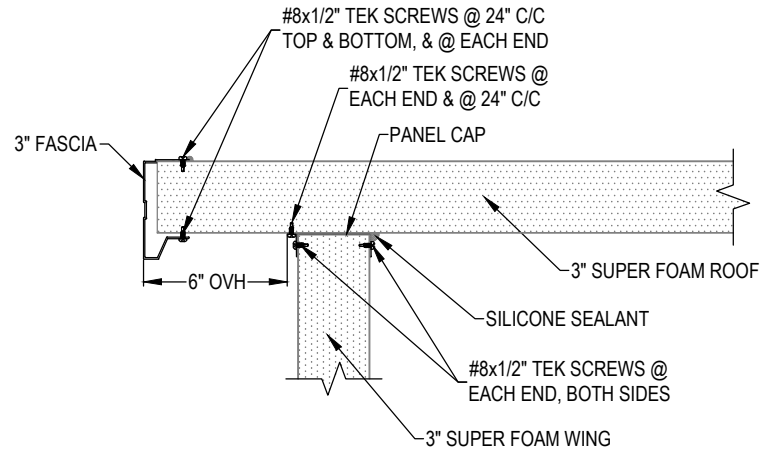 #8x1/2" TEK SCREWS @ 24" C/C
TOP & BOTTOM, & @ EACH END
#8x1/2" TEK SCREWS @
EACH END & @ 24" C/C
3" FASCIA
PANEL CAP
3" SUPER FOAM ROOF
6" OVH
SILICONE SEALANT
#8x1/2" TEK SCREWS @
EACH END, BOTH SIDES
3" SUPER FOAM WING